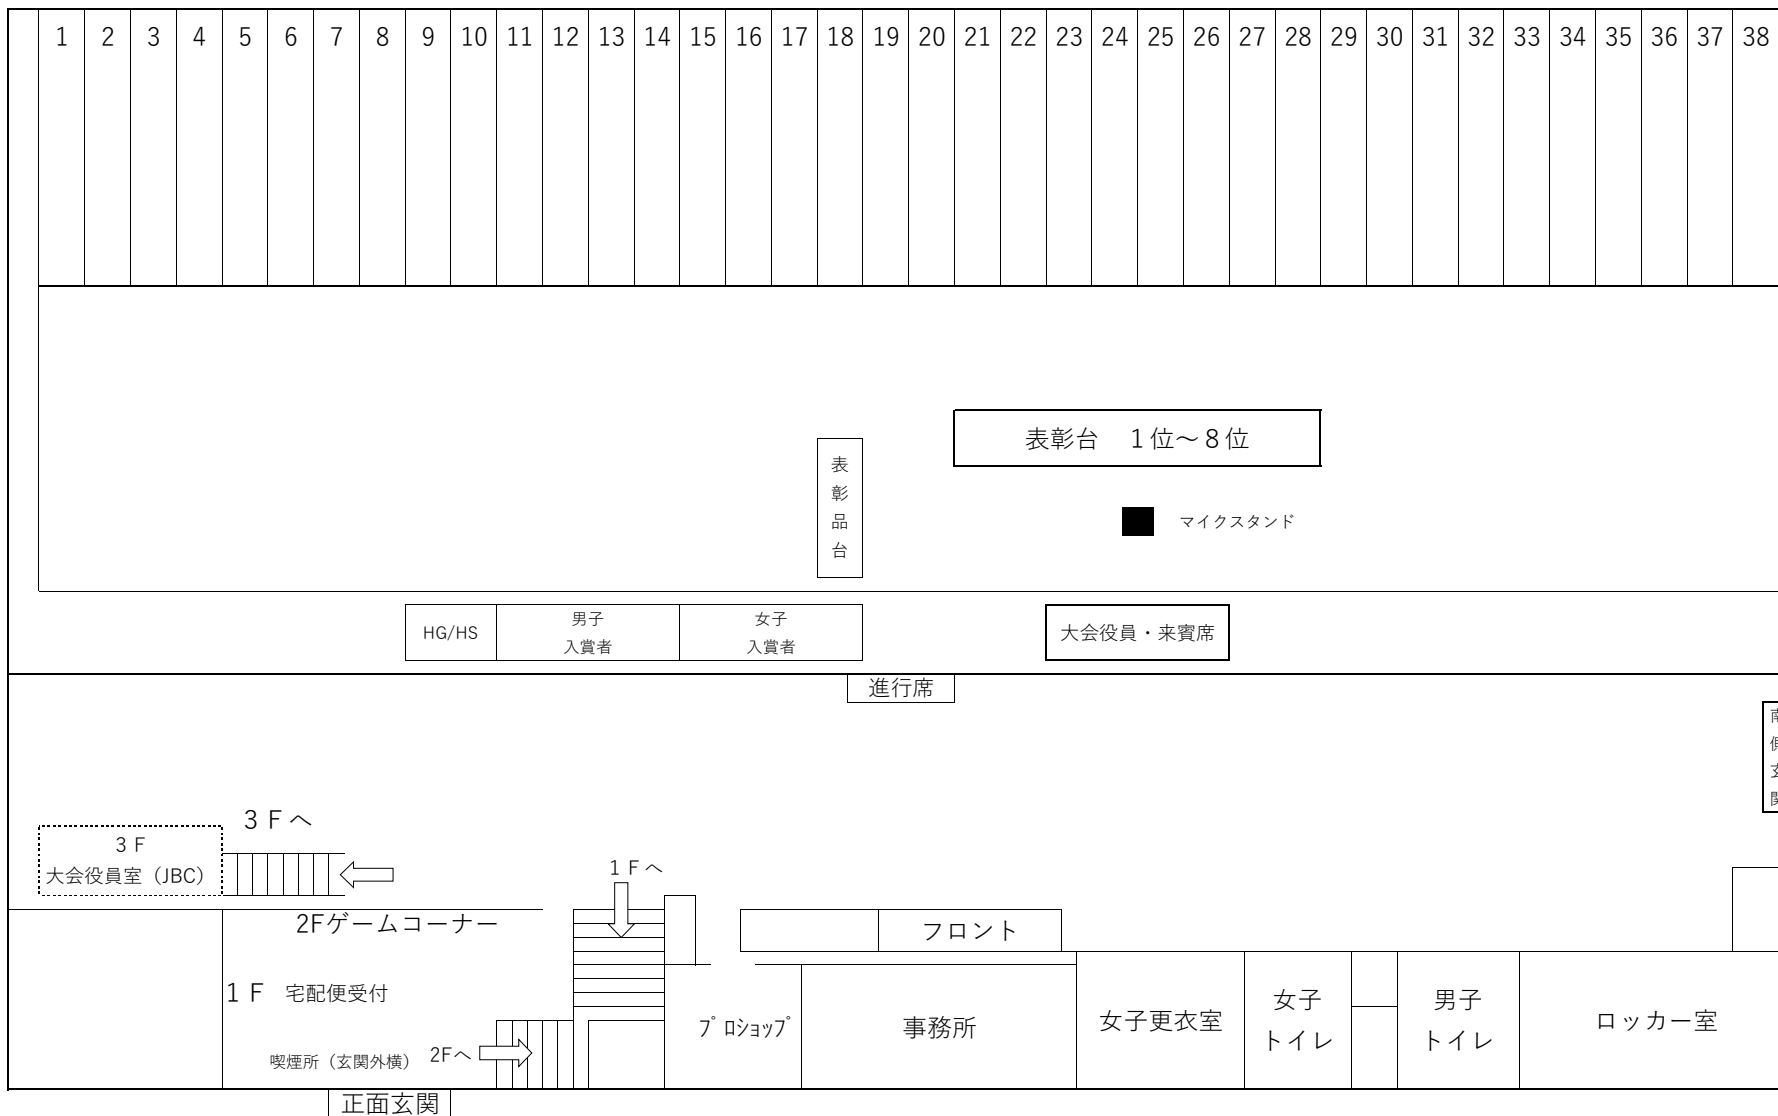 1 2 3 4 5 6 7 8 9 10 11 12 13 14 15 16 17 18 19 20 21 22 23 24 25 26 27 28 29 30 31 32 33 34 35 36 37 38
表彰台 １位～８位
表彰品台
マイクスタンド
HG/HS
男子
入賞者
女子
入賞者
大会役員・来賓席
進行席
３Ｆへ
３Ｆ
大会役員室（JBC）
１Ｆへ
2Fゲームコーナー
フロント
１Ｆ 宅配便受付
喫煙所（玄関外横）
2Fへ
ﾌﾟﾛｼｮｯﾌﾟ
事務所
女子更衣室
女子
トイレ
男子
トイレ
ロッカー室
正面玄関